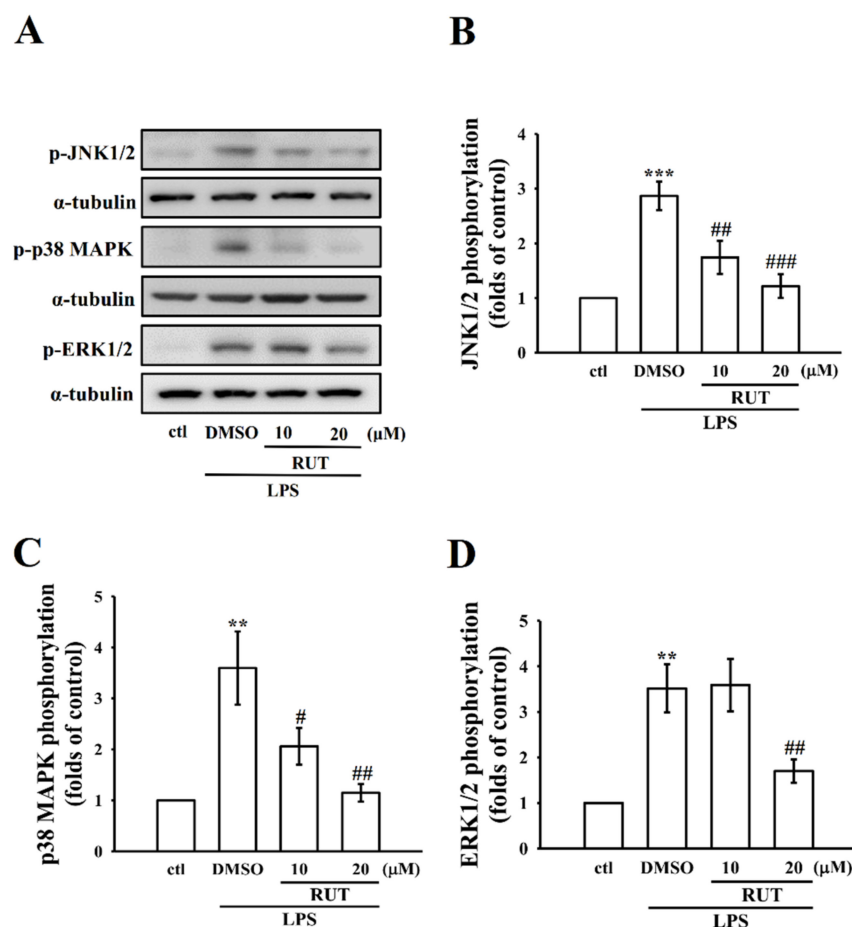 A
p-JNK1/2
α-tubulin
p-p38 MAPK
α-tubulin
p-ERK1/2
α-tubulin
ctl DMSO 10 20 (μM)
RUT
LPS
B
JNK1/2 phosphorylation
(folds of control)
4
3
2
1
0
***
##
###
ctl DMSO 10 20 (μM)
RUT
LPS
C
p38 MAPK phosphorylation
(folds of control)
5
4
3
2
1
0
**
#
##
ctl DMSO 10 20 (μM)
RUT
LPS
D
ERK1/2 phosphorylation
(folds of control)
5
4
3
2
1
0
**
##
ctl DMSO 10 20 (μM)
RUT
LPS